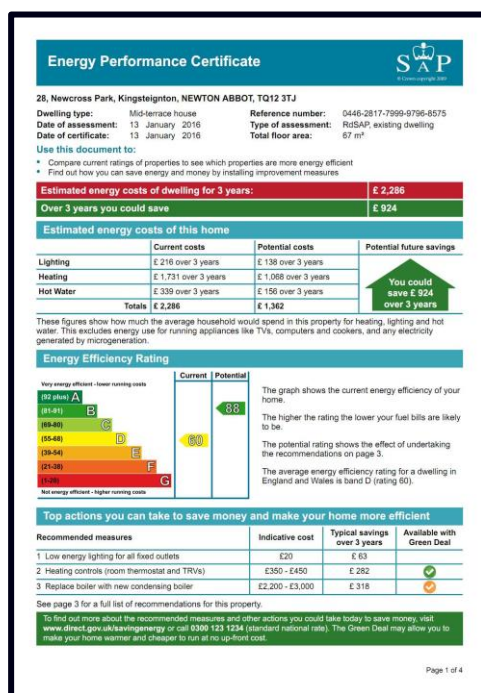 Energy Performance Certificate
SAP
© Crown copyright 2009
28, Newcross Park, Kingsteignton, NEWTON ABBOT, TQ12 3TJ
Dwelling type: Mid-terrace house Reference number: 0446-2817-7999-9796-8575
Date of assessment: 13 January 2016 Type of assessment: RdSAP, existing dwelling
Date of certificate: 13 January 2016 Total floor area: 67 m²
Use this document to:
• Compare current ratings of properties to see which properties are more energy efficient
• Find out how you can save energy and money by installing improvement measures
Estimated energy costs of dwelling for 3 years: £ 2,286
Over 3 years you could save £ 924
Estimated energy costs of this home
Current costs Potential costs Potential future savings
Lighting £ 216 over 3 years £ 138 over 3 years
Heating £ 1,731 over 3 years £ 1,068 over 3 years
Hot Water £ 339 over 3 years £ 156 over 3 years
Totals £ 2,286 £ 1,362
You could
save £ 924
over 3 years
These figures show how much the average household would spend in this property for heating, lighting and hot
water. This excludes energy use for running appliances like TVs, computers and cookers, and any electricity
generated by microgeneration.
Energy Efficiency Rating
Current Potential
Very energy efficient - lower running costs
(92 plus) A
(81-91) B
(69-80) C
(55-68) D
(39-54) E
(21-38) F
(1-20) G
Not energy efficient - higher running costs
60
88
The graph shows the current energy efficiency of your
home.
The higher the rating the lower your fuel bills are likely
to be.
The potential rating shows the effect of undertaking
the recommendations on page 3.
The average energy efficiency rating for a dwelling in
England and Wales is band D (rating 60).
Top actions you can take to save money and make your home more efficient
Recommended measures Indicative cost Typical savings over 3 years Available with Green Deal
1 Low energy lighting for all fixed outlets £20 £ 63
2 Heating controls (room thermostat and TRVs) £350 - £450 £ 282
3 Replace boiler with new condensing boiler £2,200 - £3,000 £ 318
See page 3 for a full list of recommendations for this property.
To find out more about the recommended measures and other actions you could take today to save money, visit
www.direct.gov.uk/savingenergy or call 0300 123 1234 (standard national rate). The Green Deal may allow you to
make your home warmer and cheaper to run at no up-front cost.
Page 1 of 4